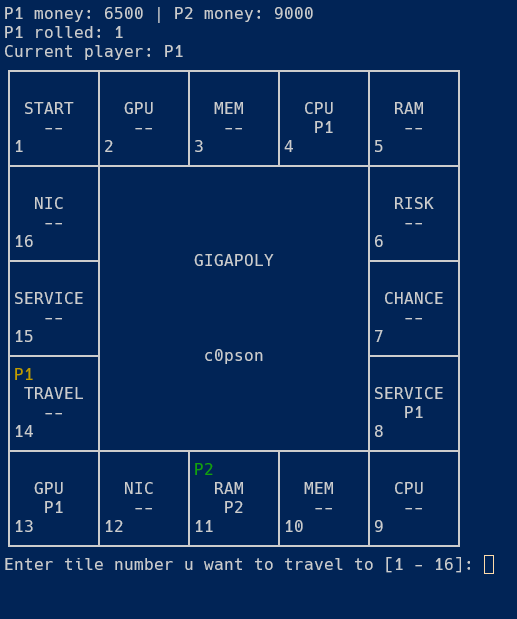 P1 money: 6500 | P2 money: 9000
P1 rolled: 1
Current player: P1
START GPU MEM CPU RAM
-- -- -- P1 --
1 2 3 4 5
NIC RISK
-- --
16 6
GIGAPOLY
SERVICE CHANCE
-- --
15 7
c0pson
P1
TRAVEL SERVICE
-- P1
14 8
P2
GPU NIC RAM MEM CPU
P1 -- P2 -- --
13 12 11 10 9
Enter tile number u want to travel to [1 - 16]: